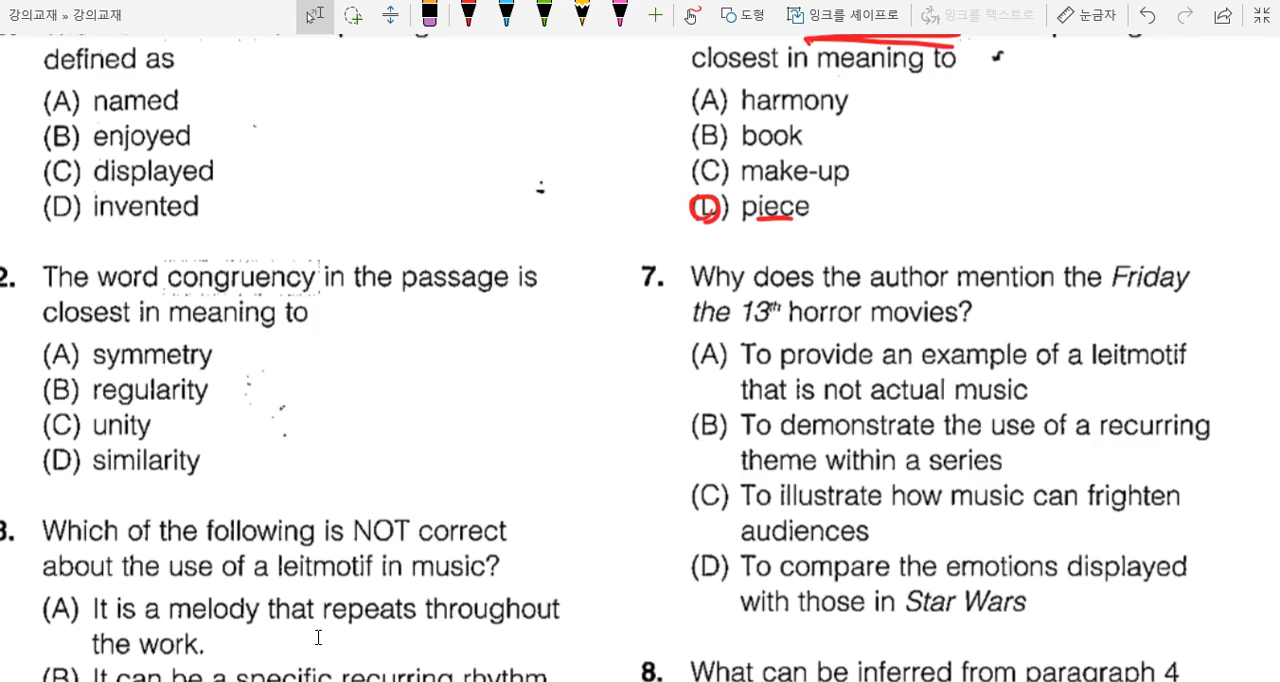 강의교재 » 강의교재
도형
잉크를 셰이프로
잉크를 텍스트로
눈금자
defined as
(A) named
(B) enjoyed
(C) displayed
(D) invented
2. The word congruency in the passage is
closest in meaning to
(A) symmetry
(B) regularity
(C) unity
(D) similarity
3. Which of the following is NOT correct
about the use of a leitmotif in music?
(A) It is a melody that repeats throughout
the work.
(B) It can be a specific recurring rhythm
closest in meaning to
(A) harmony
(B) book
(C) make-up
(D) piece
7. Why does the author mention the Friday
the 13th horror movies?
(A) To provide an example of a leitmotif
that is not actual music
(B) To demonstrate the use of a recurring
theme within a series
(C) To illustrate how music can frighten
audiences
(D) To compare the emotions displayed
with those in Star Wars
8. What can be inferred from paragraph 4